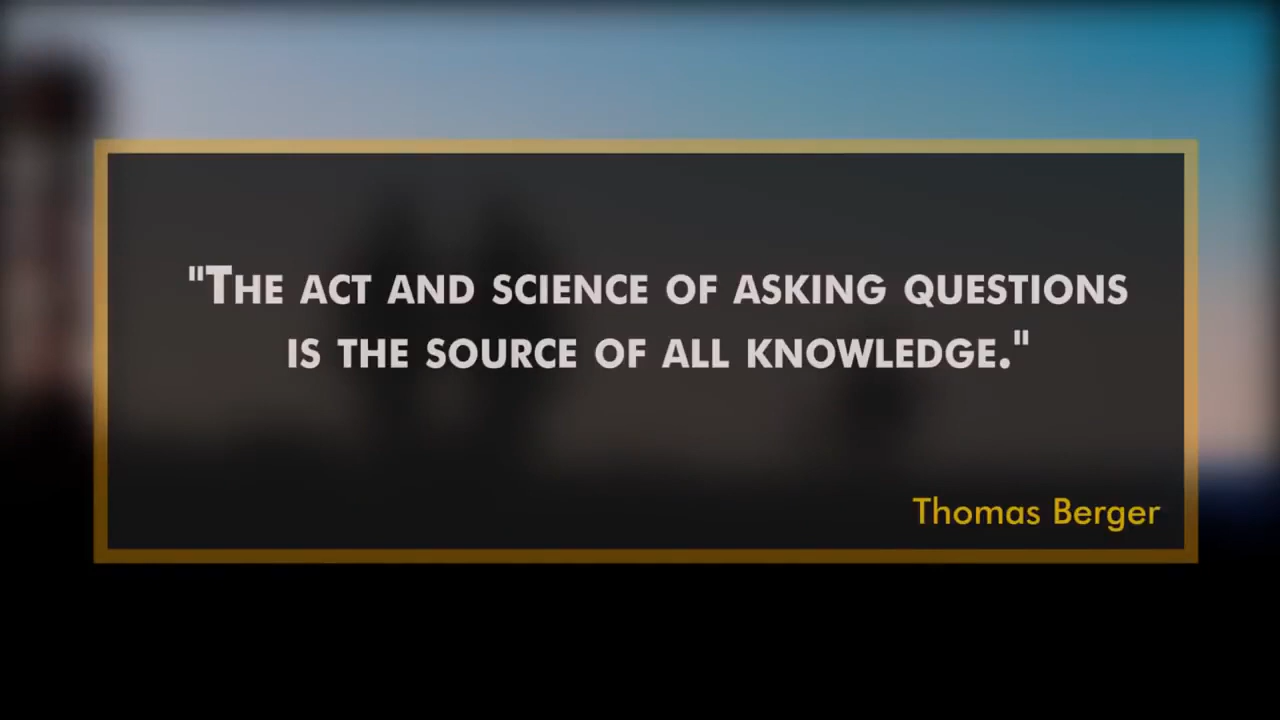 "The act and science of asking questions
is the source of all knowledge."
Thomas Berger